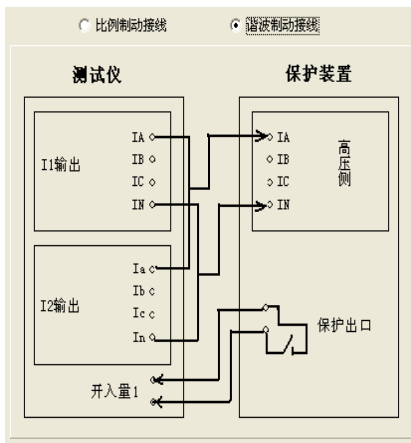 比例制动接线 谐波制动接线
测试仪 保护装置
I1输出
IA
IB
IC
IN
I2输出
Ia
Ib
Ic
In
开入量1
IA
IB
IC
IN
高压侧
保护出口